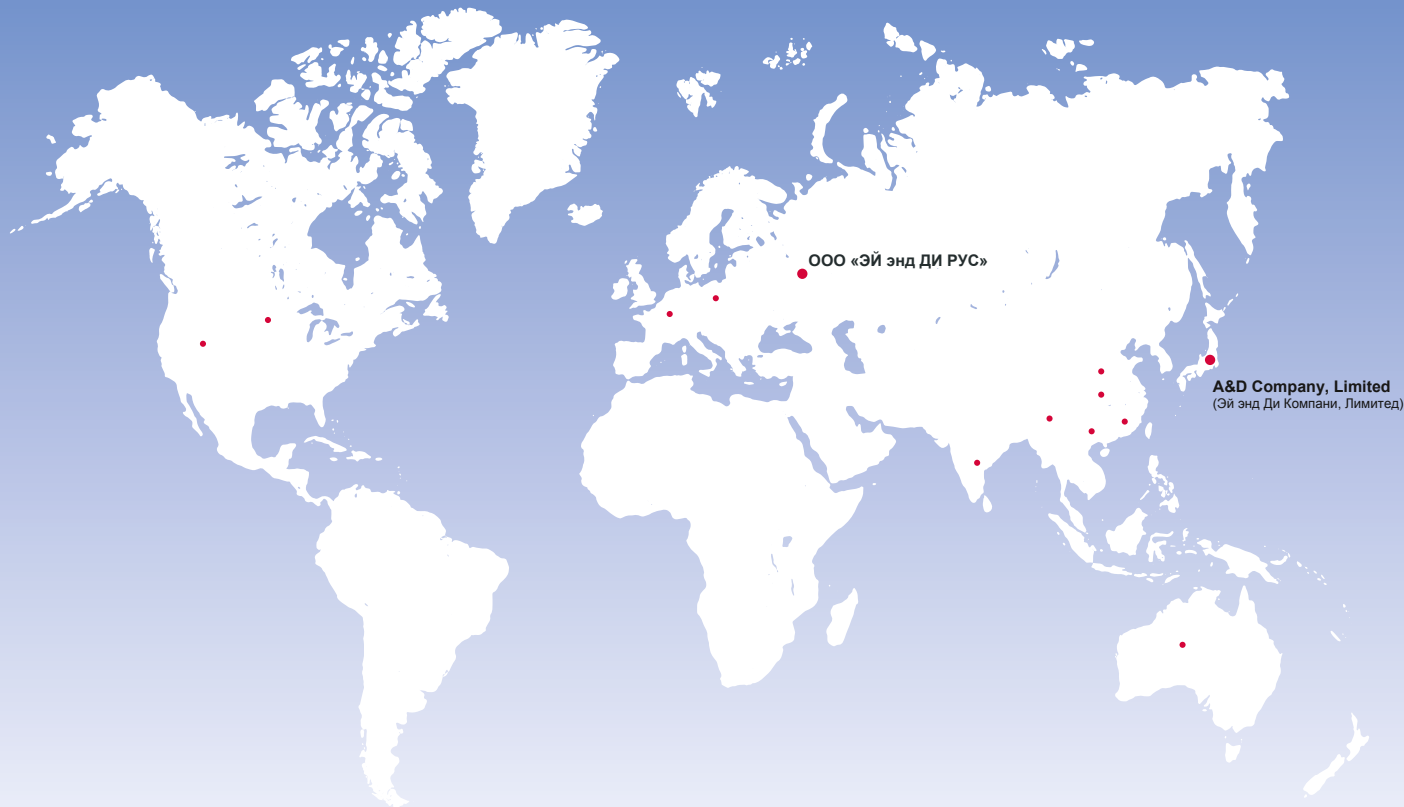 ООО «ЭЙ энд ДИ РУС»
A&D Company, Limited
(Эй энд Ди Компани, Лимитед)